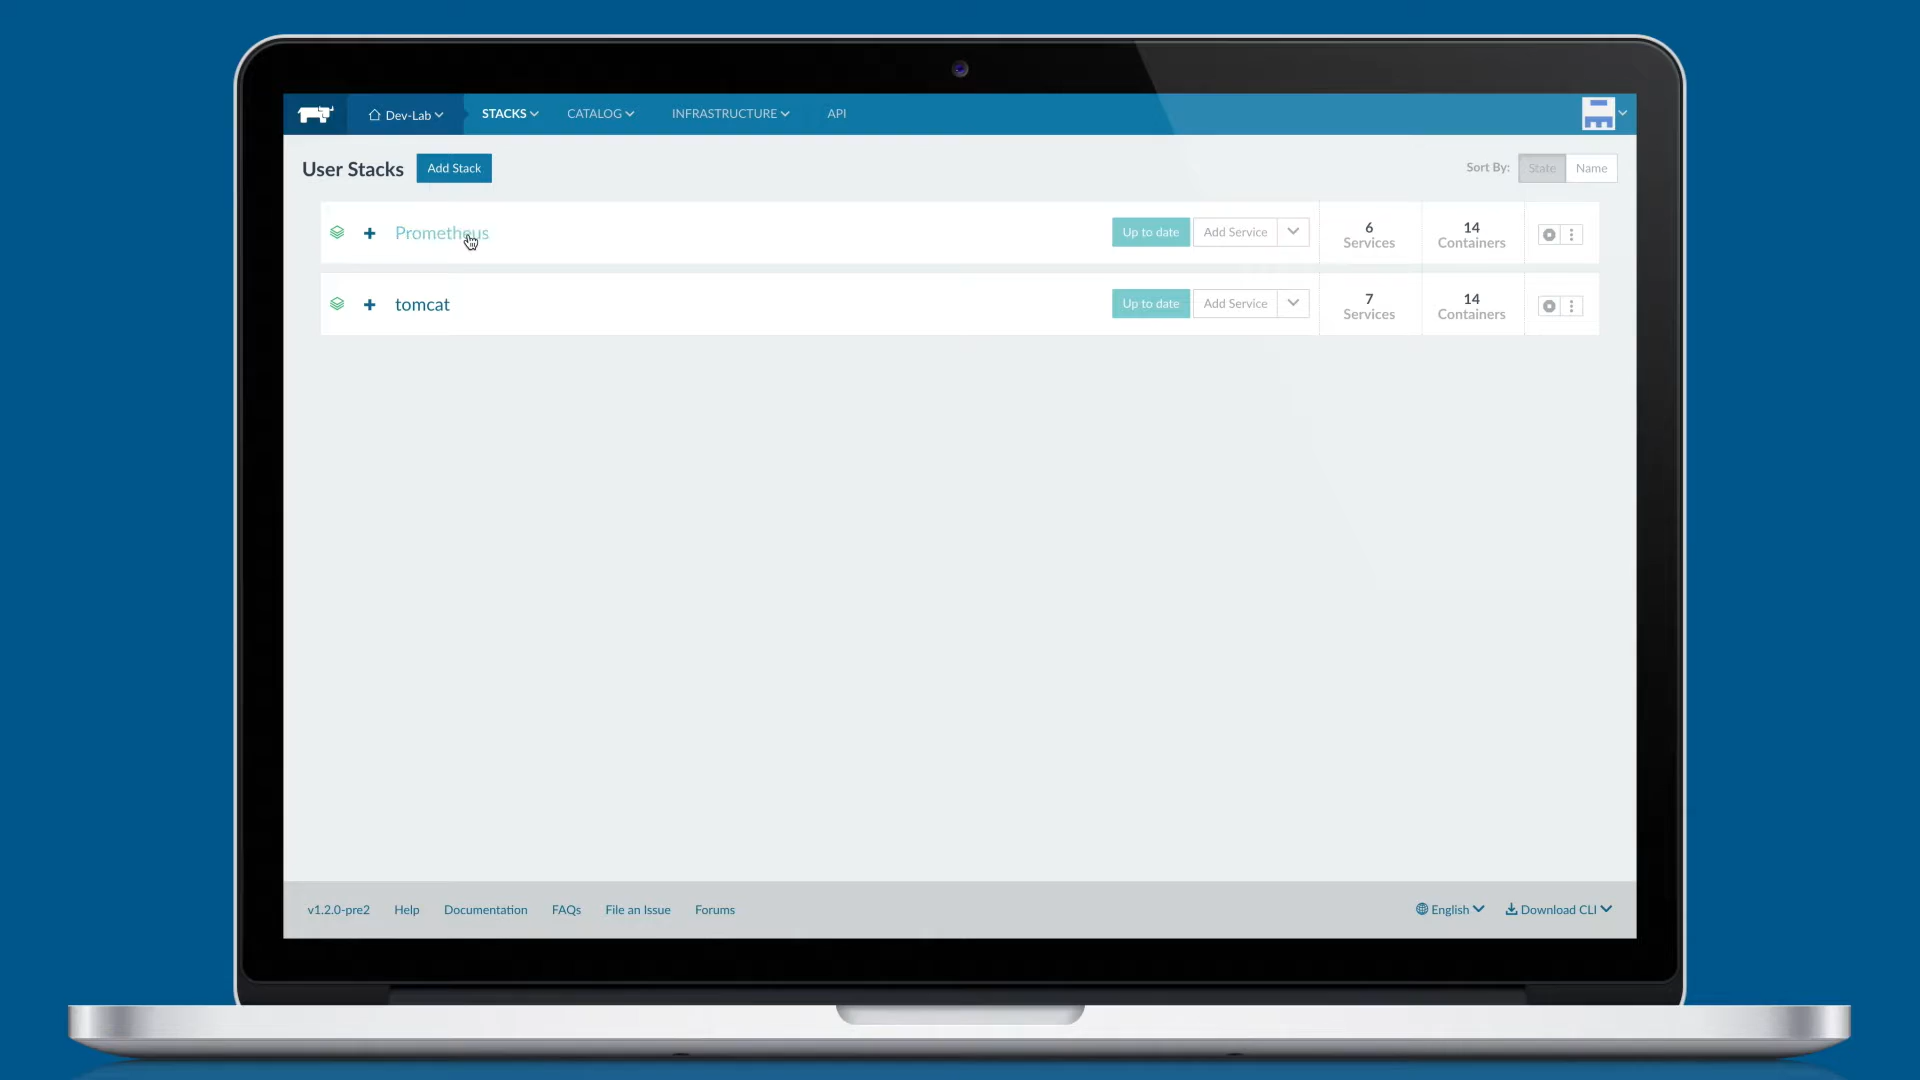 Dev-Lab STACKS CATALOG INFRASTRUCTURE API
User Stacks Add Stack Sort By: State Name
Prometheus Up to date Add Service 6 Services 14 Containers
tomcat Up to date Add Service 7 Services 14 Containers
v1.2.0-pre2 Help Documentation FAQs File an Issue Forums English Download CLI